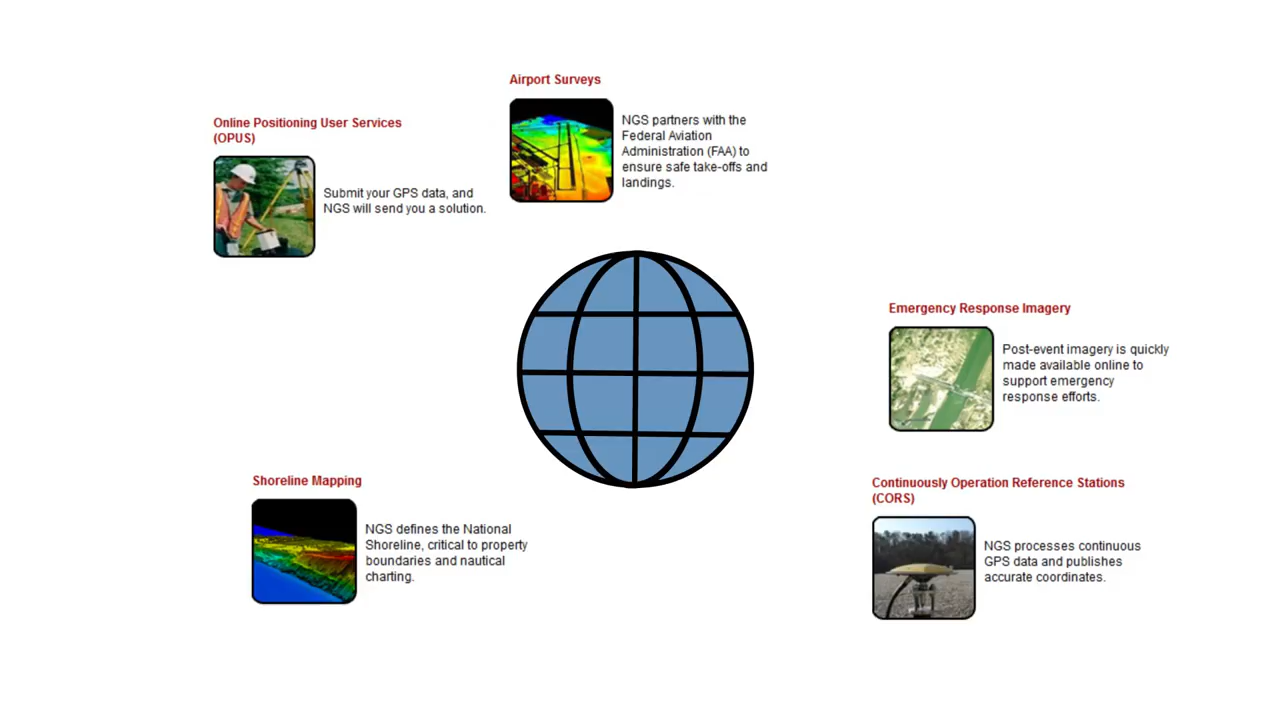 Airport Surveys
NGS partners with the
Federal Aviation
Administration (FAA) to
ensure safe take-offs and
landings.
Online Positioning User Services
(OPUS)
Submit your GPS data, and
NGS will send you a solution.
Emergency Response Imagery
Post-event imagery is quickly
made available online to
support emergency
response efforts.
Shoreline Mapping
NGS defines the National
Shoreline, critical to property
boundaries and nautical
charting.
Continuously Operation Reference Stations
(CORS)
NGS processes continuous
GPS data and publishes
accurate coordinates.